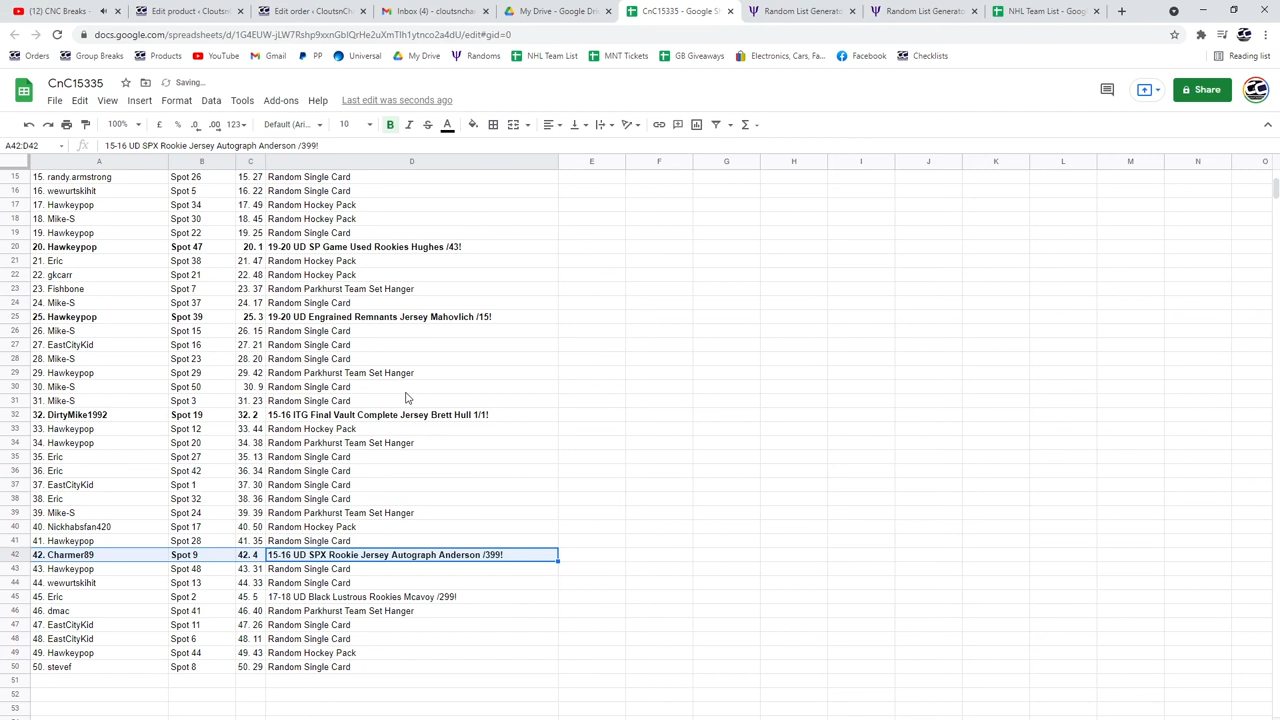 CNC Breaks -
Edit product ‹ Cloutsn
Edit order ‹ CloutsnCh
Inbox (4) - cloutsnchar
My Drive - Google Driv
CnC15335 - Google Sh
Random List Generato
Random List Generato
NHL Team List - Googl
docs.google.com/spreadsheets/d/1G4EUW-jLW7Rshp9xxnGbIQrHe2uXmTlh1ytnco2a4dU/edit#gid=0
Orders
Group Breaks
Products
YouTube
Gmail
PP
Universal
My Drive
Randoms
NHL Team List
MNT Tickets
GB Giveaways
Electronics, Cars, Fa...
Facebook
Checklists
Reading list
CnC15335
Saving...
File Edit View Insert Format Data Tools Add-ons Help Last edit was seconds ago
Share
100% £ % .0 .00 123 Default (Ari... 10 B I S A
A42:D42 fx 15-16 UD SPX Rookie Jersey Autograph Anderson /399!
A B C D E F G H I J K L M N O
15 15. randy.armstrong Spot 26 15. 27 Random Single Card
16 16. wewurtskihit Spot 5 16. 22 Random Single Card
17 17. Hawkeypop Spot 34 17. 49 Random Hockey Pack
18 18. Mike-S Spot 30 18. 45 Random Hockey Pack
19 19. Hawkeypop Spot 22 19. 25 Random Single Card
20 20. Hawkeypop Spot 47 20. 1 19-20 UD SP Game Used Rookies Hughes /43!
21 21. Eric Spot 38 21. 47 Random Hockey Pack
22 22. gkcarr Spot 21 22. 48 Random Hockey Pack
23 23. Fishbone Spot 7 23. 37 Random Parkhurst Team Set Hanger
24 24. Mike-S Spot 37 24. 17 Random Single Card
25 25. Hawkeypop Spot 39 25. 3 19-20 UD Engrained Remnants Jersey Mahovlich /15!
26 26. Mike-S Spot 15 26. 15 Random Single Card
27 27. EastCityKid Spot 16 27. 21 Random Single Card
28 28. Mike-S Spot 23 28. 20 Random Single Card
29 29. Hawkeypop Spot 29 29. 42 Random Parkhurst Team Set Hanger
30 30. Mike-S Spot 50 30. 9 Random Single Card
31 31. Mike-S Spot 3 31. 23 Random Single Card
32 32. DirtyMike1992 Spot 19 32. 2 15-16 ITG Final Vault Complete Jersey Brett Hull 1/1!
33 33. Hawkeypop Spot 12 33. 44 Random Hockey Pack
34 34. Hawkeypop Spot 20 34. 38 Random Parkhurst Team Set Hanger
35 35. Eric Spot 27 35. 13 Random Single Card
36 36. Eric Spot 42 36. 34 Random Single Card
37 37. EastCityKid Spot 1 37. 30 Random Single Card
38 38. Eric Spot 32 38. 36 Random Single Card
39 39. Mike-S Spot 24 39. 39 Random Parkhurst Team Set Hanger
40 40. Nickhabsfan420 Spot 17 40. 50 Random Hockey Pack
41 41. Hawkeypop Spot 28 41. 35 Random Single Card
42 42. Charmer89 Spot 9 42. 4 15-16 UD SPX Rookie Jersey Autograph Anderson /399!
43 43. Hawkeypop Spot 48 43. 31 Random Single Card
44 44. wewurtskihit Spot 13 44. 33 Random Single Card
45 45. Eric Spot 2 45. 5 17-18 UD Black Lustrous Rookies Mcavoy /299!
46 46. dmac Spot 41 46. 40 Random Parkhurst Team Set Hanger
47 47. EastCityKid Spot 11 47. 26 Random Single Card
48 48. EastCityKid Spot 6 48. 11 Random Single Card
49 49. Hawkeypop Spot 44 49. 43 Random Hockey Pack
50 50. stevef Spot 8 50. 29 Random Single Card
51
52
53